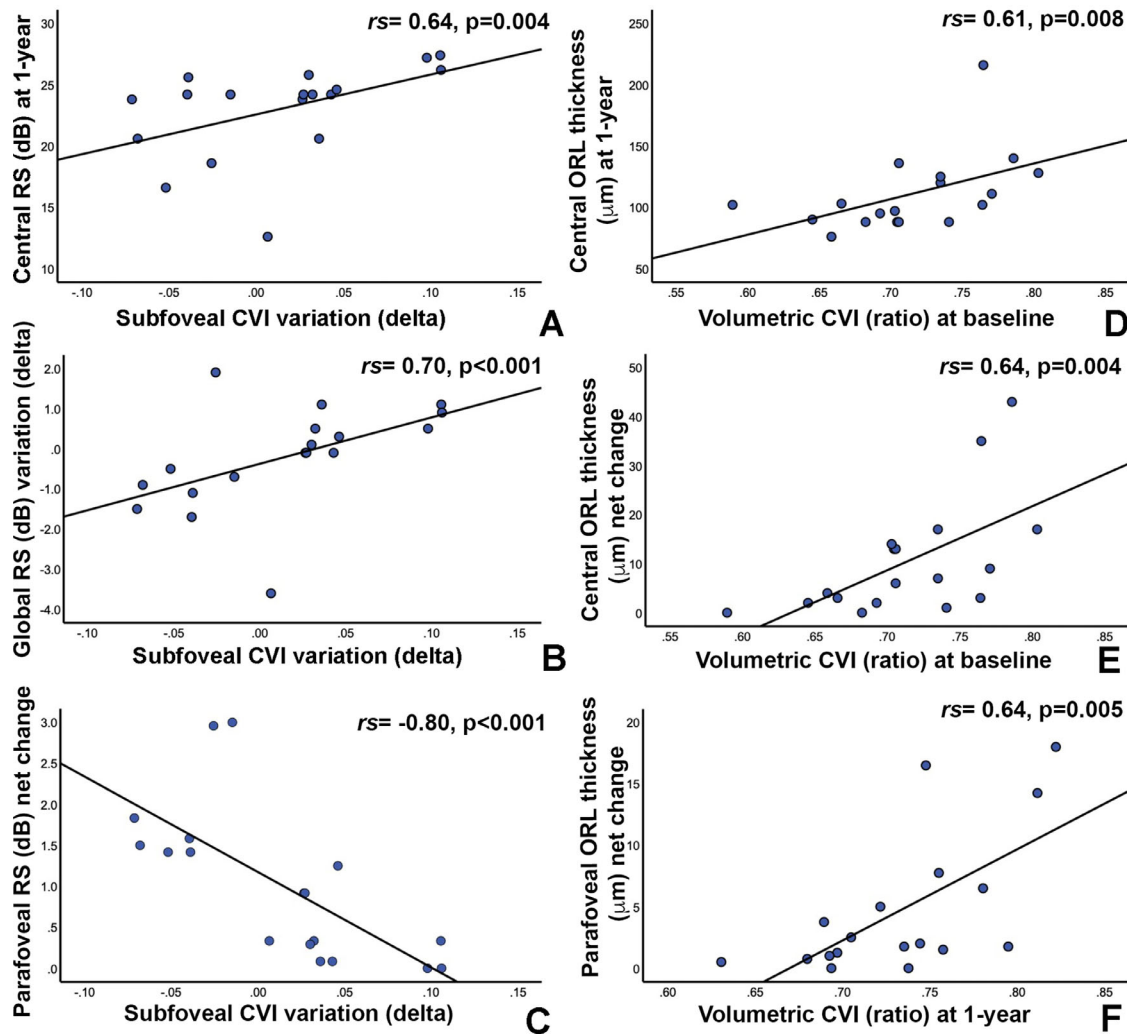 rs= 0.64, p=0.004
Central RS (dB) at 1-year
30
25
20
15
10
-.10 -.05 .00 .05 .10 .15
Subfoveal CVI variation (delta)
A
rs= 0.61, p=0.008
Central ORL thickness
(μm) at 1-year
250
200
150
100
50
.55 .60 .65 .70 .75 .80 .85
Volumetric CVI (ratio) at baseline
D
rs= 0.70, p<0.001
Global RS (dB) variation (delta)
2.0
1.0
.0
-1.0
-2.0
-3.0
-4.0
-.10 -.05 .00 .05 .10 .15
Subfoveal CVI variation (delta)
B
rs= 0.64, p=0.004
Central ORL thickness
(μm) net change
50
40
30
20
10
0
.55 .60 .65 .70 .75 .80 .85
Volumetric CVI (ratio) at baseline
E
rs= -0.80, p<0.001
Parafoveal RS (dB) net change
3.0
2.5
2.0
1.5
1.0
.5
.0
-.10 -.05 .00 .05 .10 .15
Subfoveal CVI variation (delta)
C
rs= 0.64, p=0.005
Parafoveal ORL thickness
(μm) net change
20
15
10
5
0
.60 .65 .70 .75 .80 .85
Volumetric CVI (ratio) at 1-year
F